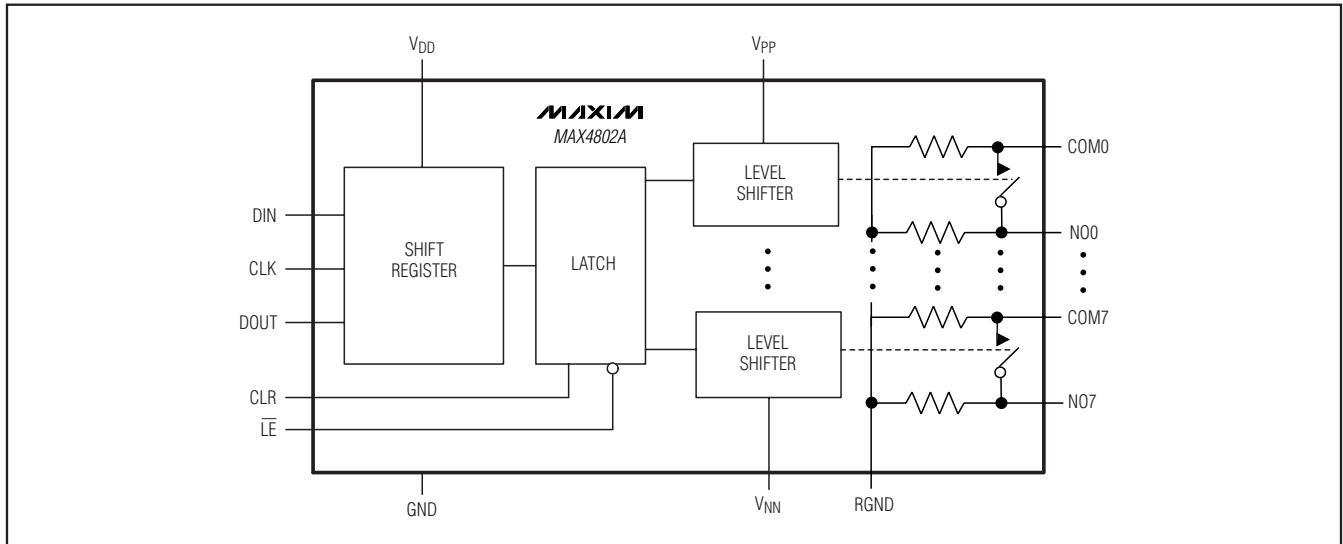 VDD
VPP
MAXIM
MAX4802A
DIN
CLK
DOUT
CLR
LE
SHIFT
REGISTER
LATCH
LEVEL
SHIFTER
LEVEL
SHIFTER
COM0
NO0
COM7
NO7
GND
VNN
RGND